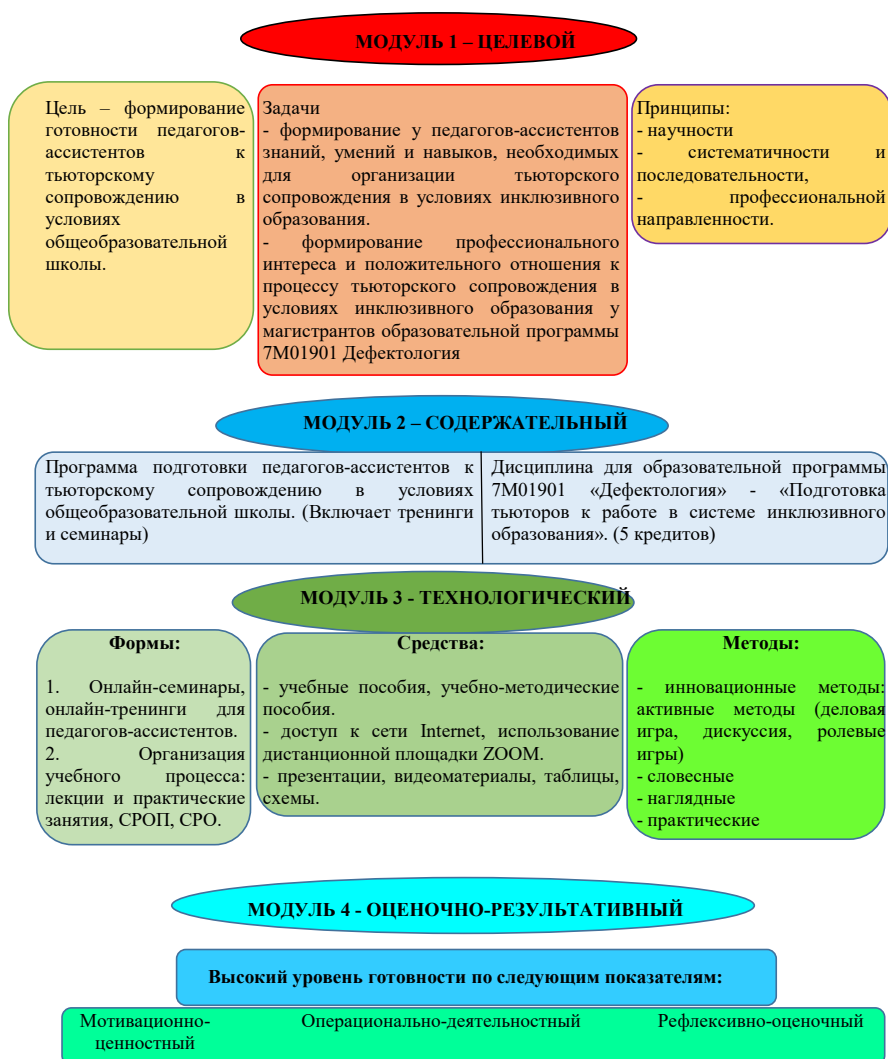 МОДУЛЬ 1 – ЦЕЛЕВОЙ
Цель – формирование
готовности педагогов-
ассистентов к
тьюторскому
сопровождению в
условиях
общеобразовательной
школы.
Задачи
- формирование у педагогов-ассистентов
знаний, умений и навыков, необходимых
для организации тьюторского
сопровождения в условиях инклюзивного
образования.
- формирование профессионального
интереса и положительного отношения к
процессу тьюторского сопровождения в
условиях инклюзивного образования у
магистрантов образовательной программы
7М01901 Дефектология
Принципы:
- научности
- систематичности и
последовательности,
- профессиональной
направленности.
МОДУЛЬ 2 – СОДЕРЖАТЕЛЬНЫЙ
Программа подготовки педагогов-ассистентов к
тьюторскому сопровождению в условиях
общеобразовательной школы. (Включает тренинги
и семинары)
Дисциплина для образовательной программы
7М01901 «Дефектология» - «Подготовка
тьюторов к работе в системе инклюзивного
образования». (5 кредитов)
МОДУЛЬ 3 - ТЕХНОЛОГИЧЕСКИЙ
Формы:
1. Онлайн-семинары,
онлайн-тренинги для
педагогов-ассистентов.
2. Организация
учебного процесса:
лекции и практические
занятия, СРОП, СРО.
Средства:
- учебные пособия, учебно-методические
пособия.
- доступ к сети Internet, использование
дистанционной площадки ZOOM.
- презентации, видеоматериалы, таблицы,
схемы.
Методы:
- инновационные методы:
активные методы (деловая
игра, дискуссия, ролевые
игры)
- словесные
- наглядные
- практические
МОДУЛЬ 4 - ОЦЕНОЧНО-РЕЗУЛЬТАТИВНЫЙ
Высокий уровень готовности по следующим показателям:
Мотивационно-
ценностный
Операционально-деятельностный
Рефлексивно-оценочный